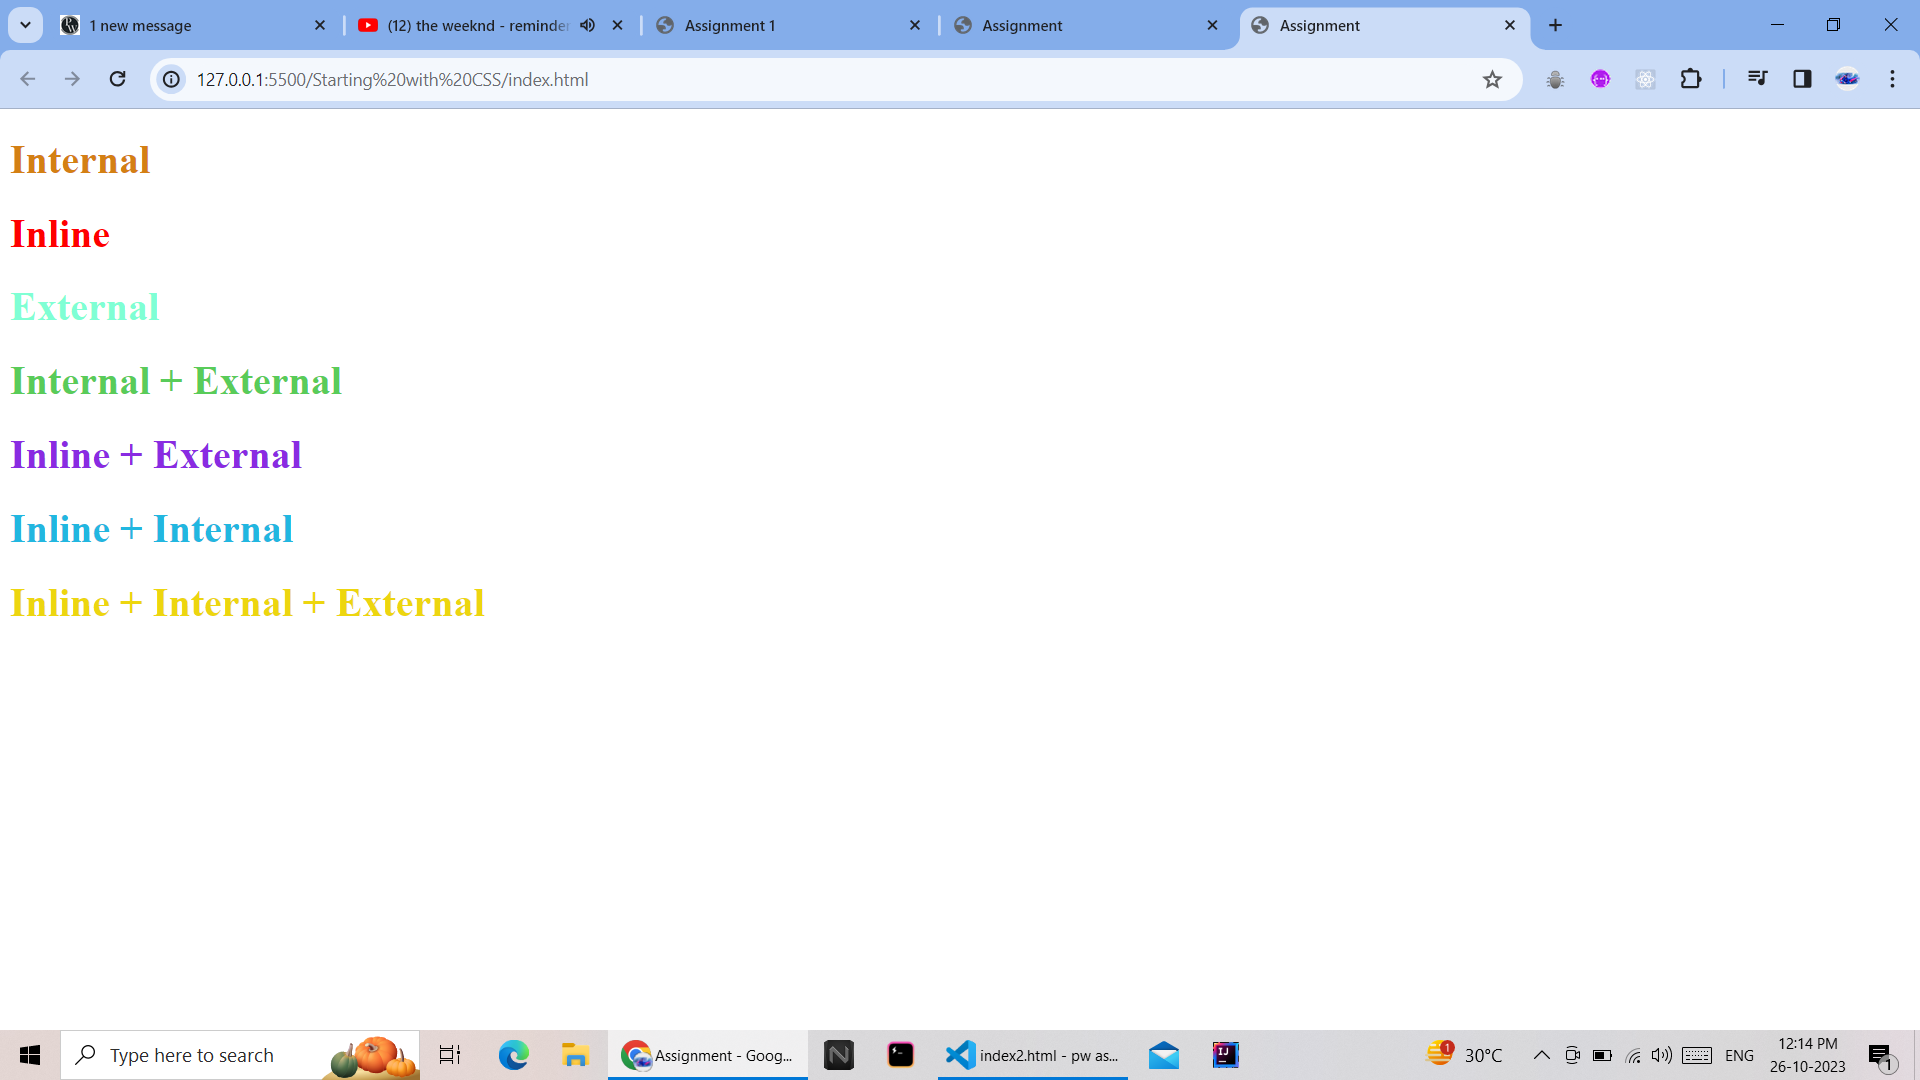 1 new message
(12) the weeknd - reminder
Assignment 1
Assignment
Assignment
127.0.0.1:5500/Starting%20with%20CSS/index.html
Internal
Inline
External
Internal + External
Inline + External
Inline + Internal
Inline + Internal + External
Type here to search
Assignment - Goog...
index2.html - pw as...
1
30°C
ENG
12:14 PM
26-10-2023
1